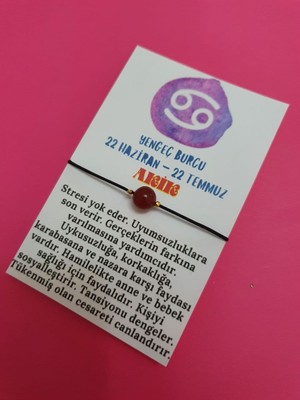 ♋
YENGEÇ BURCU
22 HAZİRAN - 22 TEMMUZ
Stresi yok eder. Uyumsuzluklara
son verir. Gerçeklerin farkına
varılmasına yardımcıdır.
Uykusuzluğa, korkaklığa,
karabasana ve nazara karşı faydası
vardır. Hamilelikte anne ve bebek
sağlığı için faydalıdır. Kişiyi
sosyalleştirir. Tansiyonu dengeler.
Tükenmiş olan cesareti canlandırır.